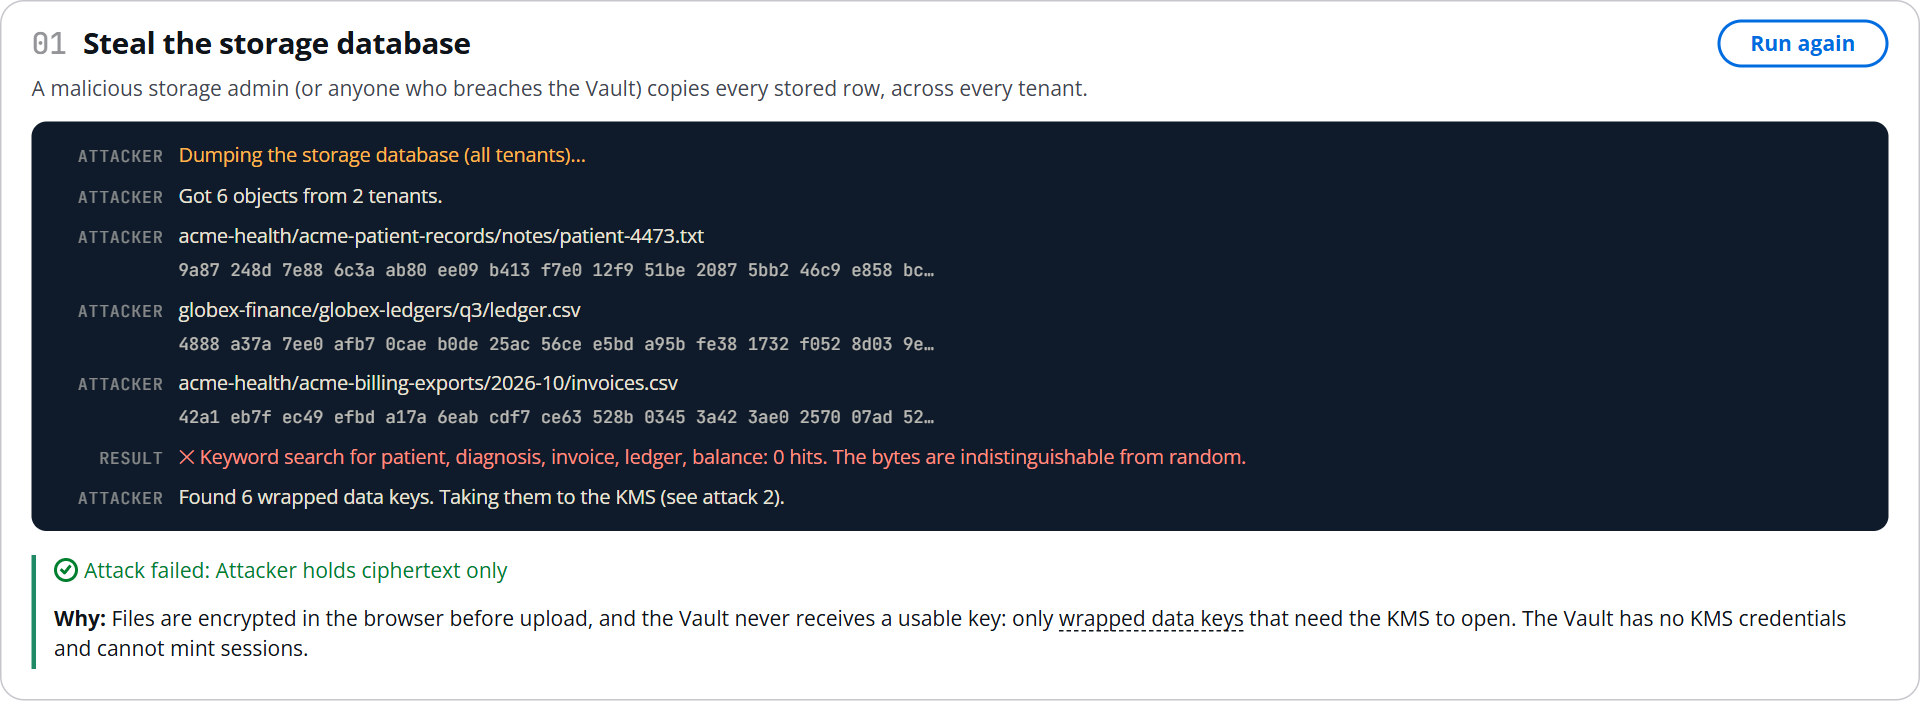 01 Steal the storage database
Run again
A malicious storage admin (or anyone who breaches the Vault) copies every stored row, across every tenant.
ATTACKER Dumping the storage database (all tenants)...
ATTACKER Got 6 objects from 2 tenants.
ATTACKER acme-health/acme-patient-records/notes/patient-4473.txt
9a87 248d 7e88 6c3a ab80 ee09 b413 f7e0 12f9 51be 2087 5bb2 46c9 e858 bc…
ATTACKER globex-finance/globex-ledgers/q3/ledger.csv
4888 a37a 7ee0 afb7 0cae b0de 25ac 56ce e5bd a95b fe38 1732 f052 8d03 9e…
ATTACKER acme-health/acme-billing-exports/2026-10/invoices.csv
42a1 eb7f ec49 efbd a17a 6eab cdf7 ce63 528b 0345 3a42 3ae0 2570 07ad 52…
RESULT ✕ Keyword search for patient, diagnosis, invoice, ledger, balance: 0 hits. The bytes are indistinguishable from random.
ATTACKER Found 6 wrapped data keys. Taking them to the KMS (see attack 2).
Attack failed: Attacker holds ciphertext only
Why: Files are encrypted in the browser before upload, and the Vault never receives a usable key: only wrapped data keys that need the KMS to open. The Vault has no KMS credentials
and cannot mint sessions.